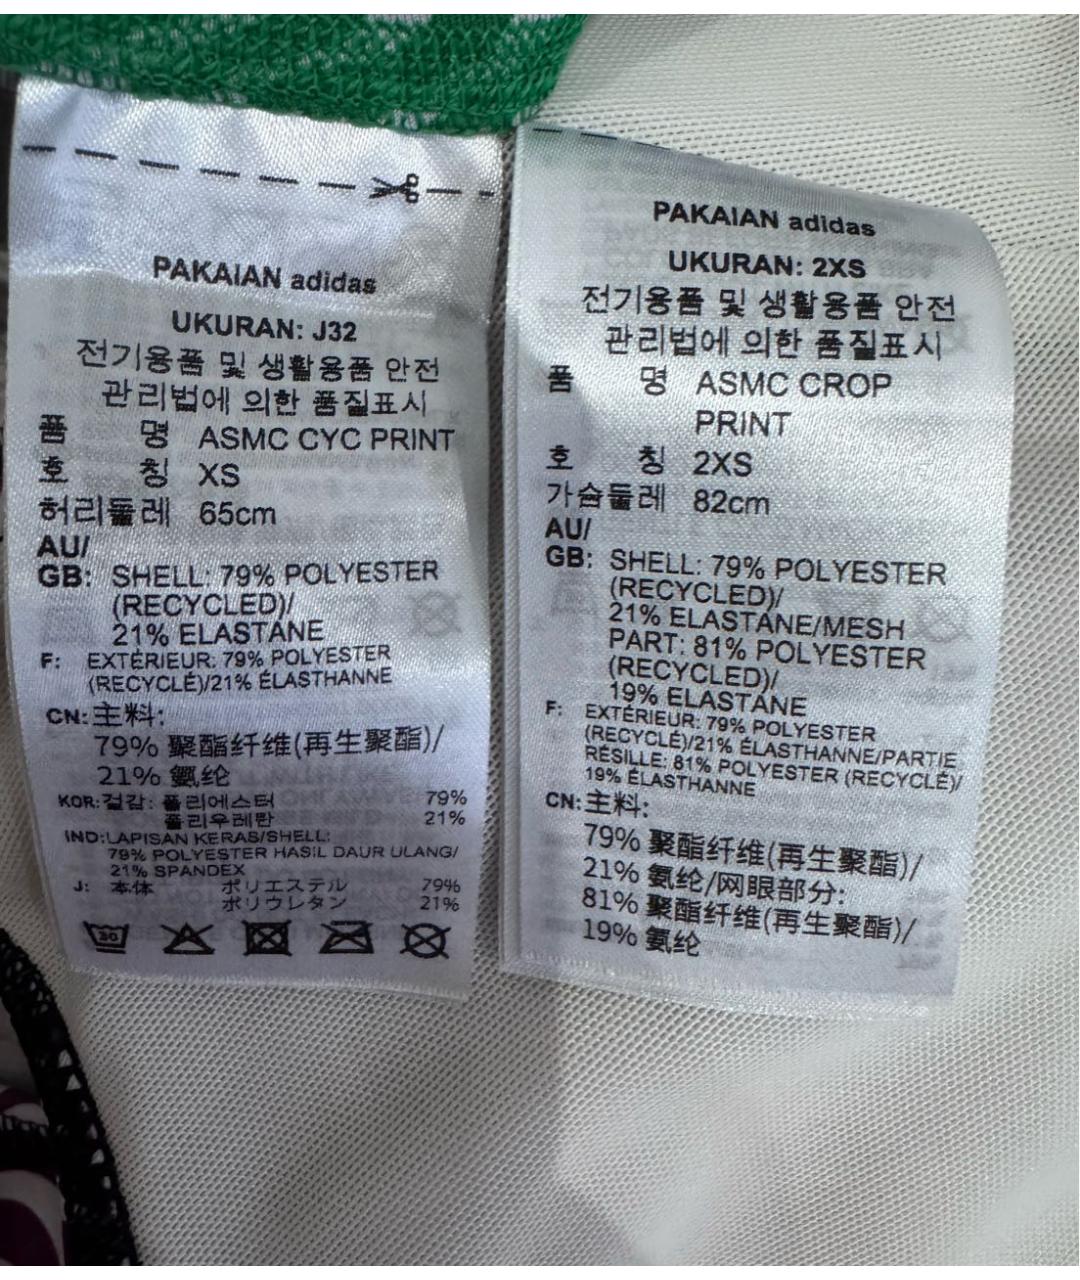 PAKAIAN adidas
UKURAN: J32
전기용품 및 생활용품 안전
관리법에 의한 품질표시
품 명 ASMC CYC PRINT
호 칭 XS
허리둘레 65cm
AU/
GB: SHELL: 79% POLYESTER
(RECYCLED)/
21% ELASTANE
F: EXTÉRIEUR: 79% POLYESTER
(RECYCLÉ)/21% ÉLASTHANNE
CN: 主料:
79% 聚酯纤维(再生聚酯)/
21% 氨纶
KOR: 겉감: 폴리에스터 79%
폴리우레탄 21%
IND: LAPISAN KERAS/SHELL:
79% POLYESTER HASIL DAUR ULANG/
21% SPANDEX
J: 本体 ポリエステル 79%
ポリウレタン 21%
30
PAKAIAN adidas
UKURAN: 2XS
전기용품 및 생활용품 안전
관리법에 의한 품질표시
품 명 ASMC CROP
PRINT
호 칭 2XS
가슴둘레 82cm
AU/
GB: SHELL: 79% POLYESTER
(RECYCLED)/
21% ELASTANE/MESH
PART: 81% POLYESTER
(RECYCLED)/
19% ELASTANE
F: EXTÉRIEUR: 79% POLYESTER
(RECYCLÉ)/21% ÉLASTHANNE/PARTIE
RÉSILLE: 81% POLYESTER (RECYCLÉ)/
19% ÉLASTHANNE
CN: 主料:
79% 聚酯纤维(再生聚酯)/
21% 氨纶/网眼部分:
81% 聚酯纤维(再生聚酯)/
19% 氨纶